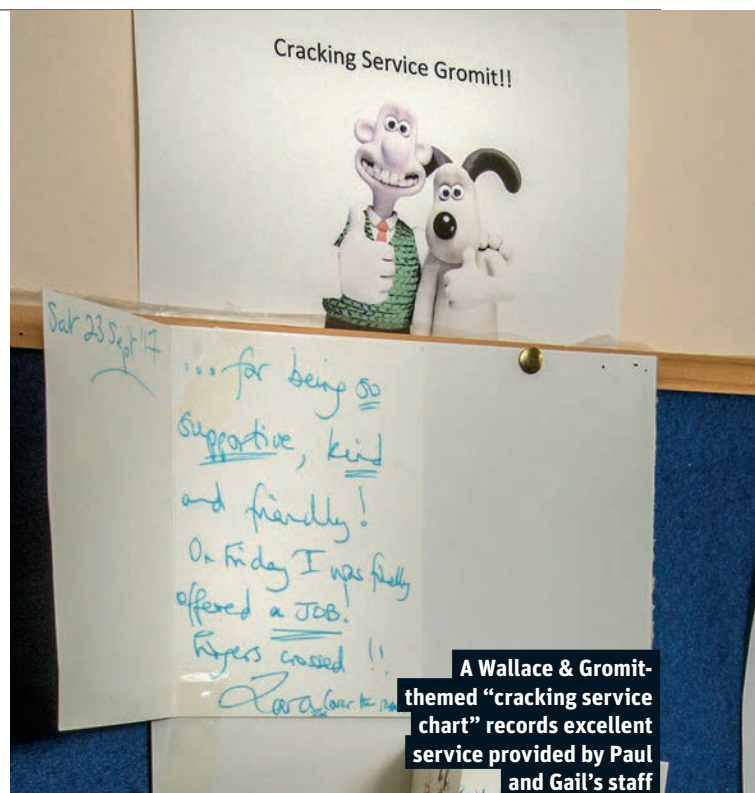 Cracking Service Gromit!!
Sat 23 Sept '17
...for being so
supportive, kind
and friendly!
On Friday I was finally
offered a JOB.
Fingers crossed !!
Zara
A Wallace & Gromit-
themed “cracking service
chart” records excellent
service provided by Paul
and Gail’s staff